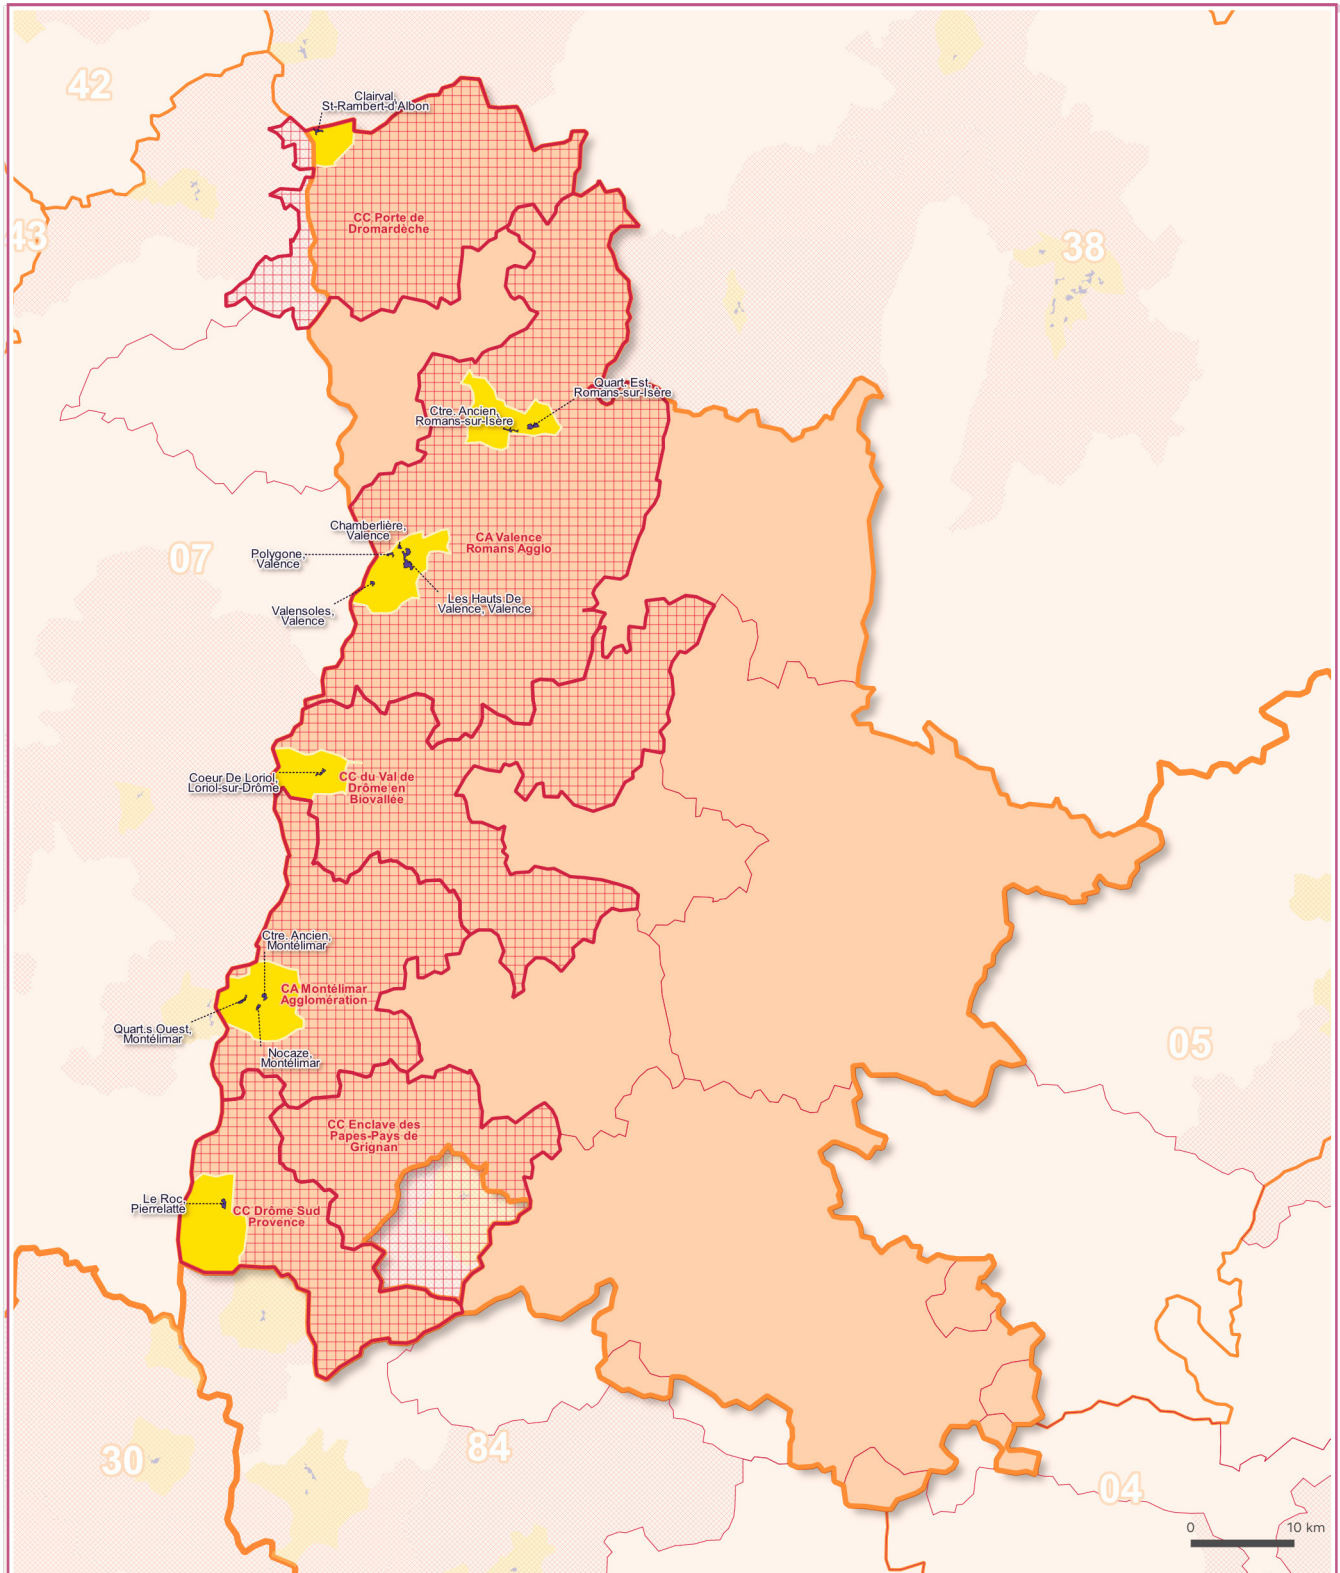 42
Clairval,
St-Rambert-d'Albon
43
CC Porte de
Dromardèche
38
Quart. Est,
Romans-sur-Isère
Ctre. Ancien,
Romans-sur-Isère
07
Chamberlière,
Valence
CA Valence
Romans Agglo
Polygone,
Valence
Valensoles,
Valence
Les Hauts De
Valence, Valence
Coeur De Loriol,
Loriol-sur-Drôme
CC du Val de
Drôme en
Biovallée
Ctre. Ancien,
Montélimar
CA Montélimar
Agglomération
Quart.s Ouest,
Montélimar
Nocaze,
Montélimar
05
CC Enclave des
Papes-Pays de
Grignan
Le Roc,
Pierrelatte
CC Drôme Sud
Provence
30
84
04
0 10 km